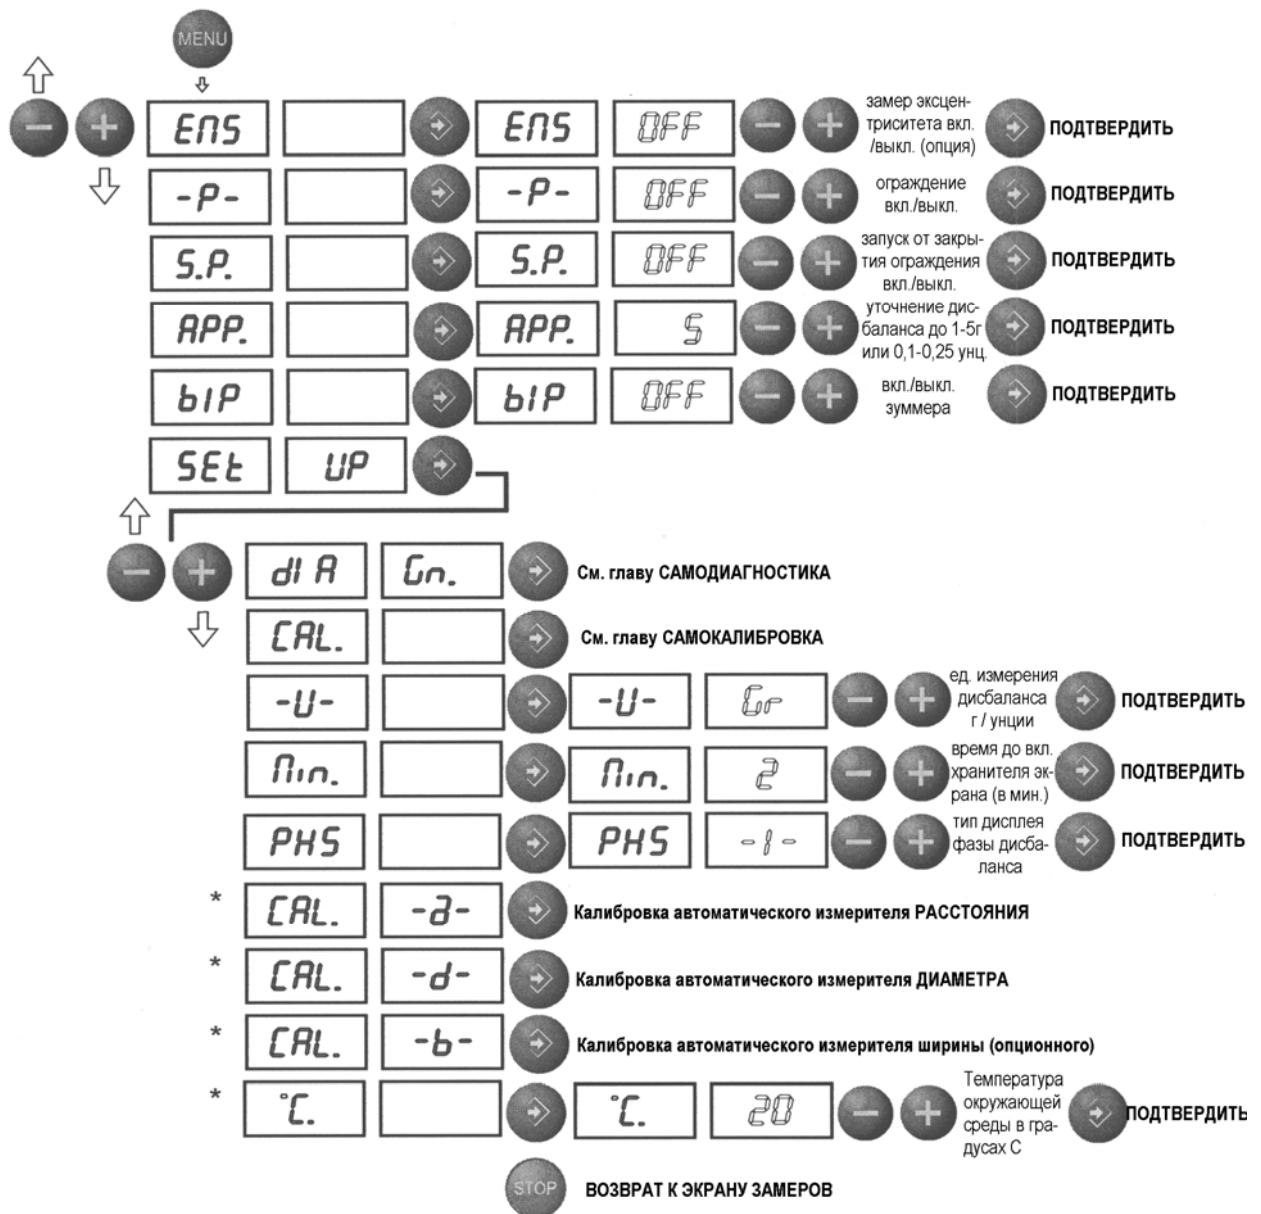 MENU
ENS
ENS OFF
замер эксцен-
триситета вкл.
/выкл. (опция)
ПОДТВЕРДИТЬ
-P-
-P- OFF
ограждение
вкл./выкл.
ПОДТВЕРДИТЬ
S.P.
S.P. OFF
запуск от закры-
тия ограждения
вкл./выкл.
ПОДТВЕРДИТЬ
APP.
APP. 5
уточнение дис-
баланса до 1-5г
или 0,1-0,25 унц.
ПОДТВЕРДИТЬ
bIP
bIP OFF
вкл./выкл.
зуммера
ПОДТВЕРДИТЬ
SEt UP
dIA Gn.
См. главу САМОДИАГНОСТИКА
CAL.
См. главу САМОКАЛИБРОВКА
-U-
-U- Gr
ед. измерения
дисбаланса
г / унции
ПОДТВЕРДИТЬ
Min.
Min. 2
время до вкл.
хранителя эк-
рана (в мин.)
ПОДТВЕРДИТЬ
PHS
PHS -1-
тип дисплея
фазы дисба-
ланса
ПОДТВЕРДИТЬ
* CAL. -a-
Калибровка автоматического измерителя РАССТОЯНИЯ
* CAL. -d-
Калибровка автоматического измерителя ДИАМЕТРА
* CAL. -b-
Калибровка автоматического измерителя ширины (опционного)
* °C.
°C. 20
Температура
окружающей
среды в гра-
дусах С
ПОДТВЕРДИТЬ
STOP
ВОЗВРАТ К ЭКРАНУ ЗАМЕРОВ